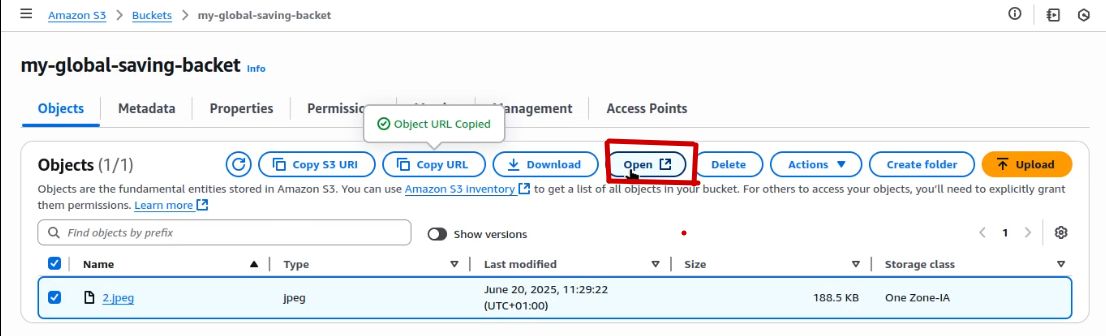 Amazon S3 > Buckets > my-global-saving-backet
my-global-saving-backet Info
Objects Metadata Properties Management Access Points
Object URL Copied
Objects (1/1) Copy S3 URI Copy URL Download Open Delete Actions Create folder Upload
Objects are the fundamental entities stored in Amazon S3. You can use Amazon S3 inventory to get a list of all objects in your bucket. For others to access your objects, you'll need to explicitly grant
them permissions. Learn more
Find objects by prefix Show versions 1
Name Type Last modified Size Storage class
2.jpeg jpeg June 20, 2025, 11:29:22 188.5 KB One Zone-IA
(UTC+01:00)